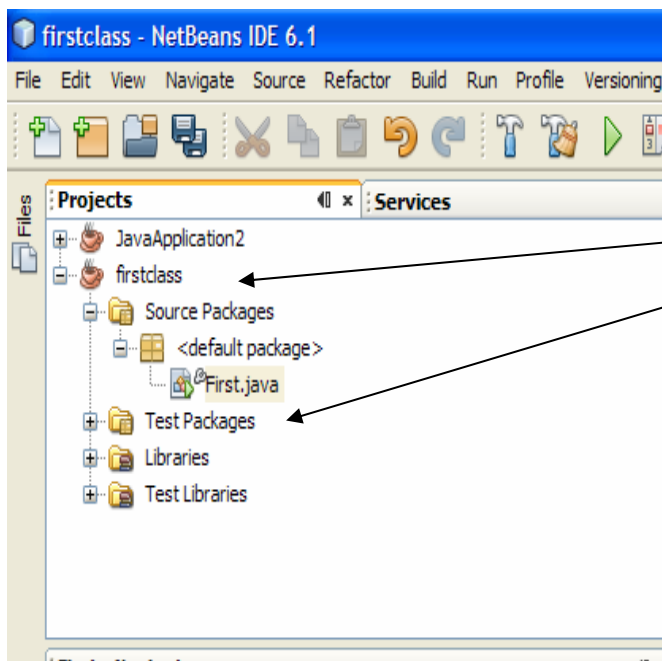 firstclass - NetBeans IDE 6.1
File Edit View Navigate Source Refactor Build Run Profile Versioning
Files
Projects
Services
JavaApplication2
firstclass
Source Packages
<default package>
First.java
Test Packages
Libraries
Test Libraries